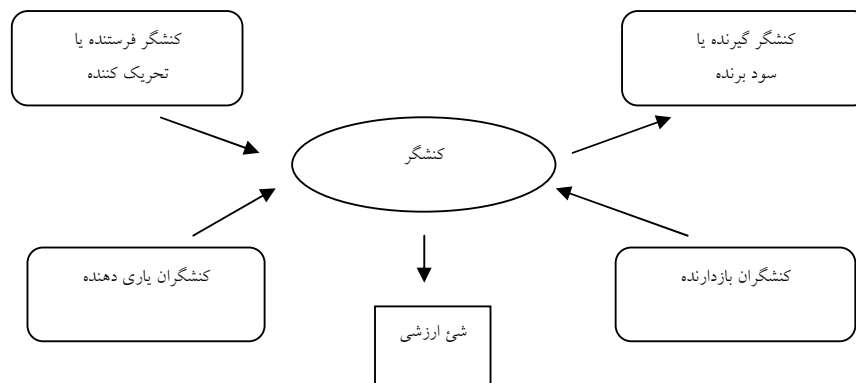 کنشگر فرستنده یا
تحریک کننده
کنشگر گیرنده یا
سود برنده
کنشگر
کنشگران یاری دهنده
کنشگران بازدارنده
شئ ارزشی